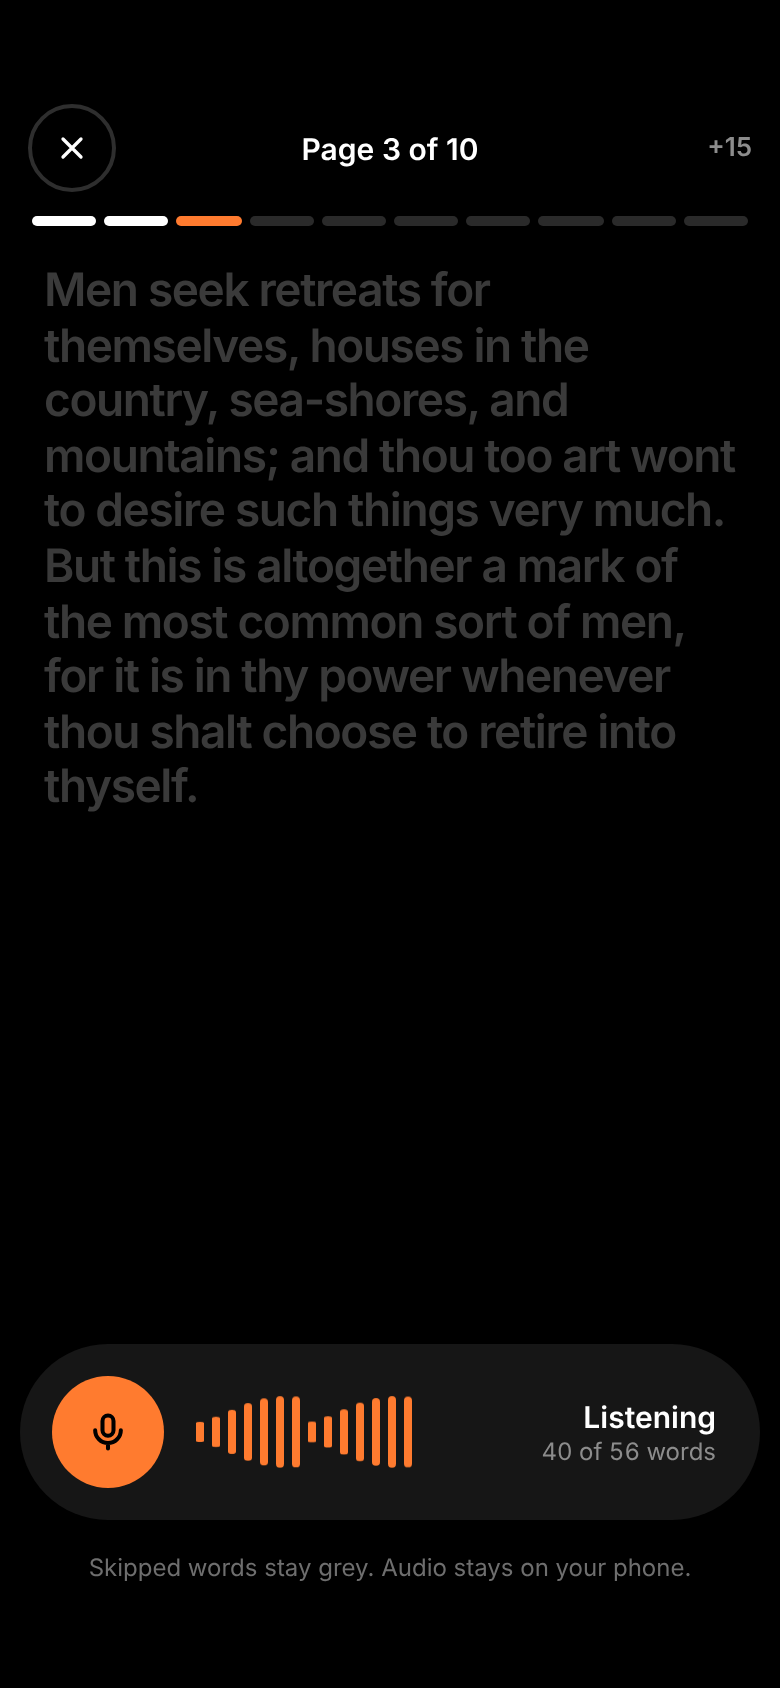 Page 3 of 10
+15
Men seek retreats for
themselves, houses in the
country, sea-shores, and
mountains; and thou too art wont
to desire such things very much.
But this is altogether a mark of
the most common sort of men,
for it is in thy power whenever
thou shalt choose to retire into
thyself.
Listening
40 of 56 words
Skipped words stay grey. Audio stays on your phone.